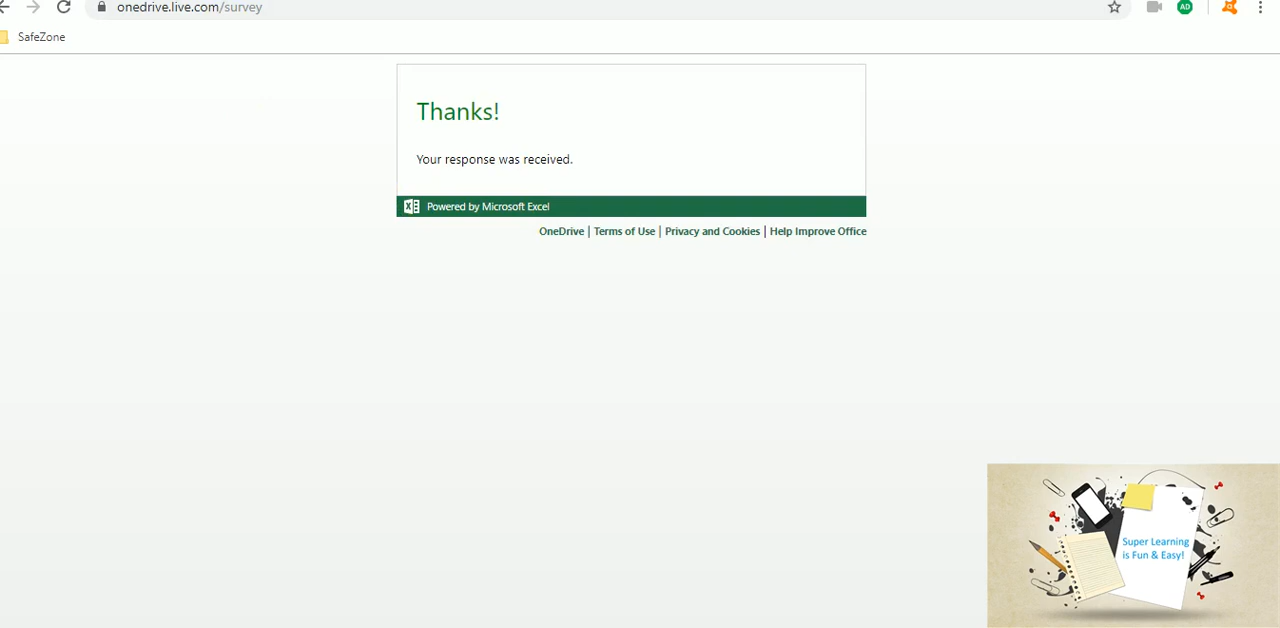 onedrive.live.com/survey
AD
SafeZone
Thanks!
Your response was received.
Powered by Microsoft Excel
OneDrive | Terms of Use | Privacy and Cookies | Help Improve Office
Super Learning
is Fun & Easy!